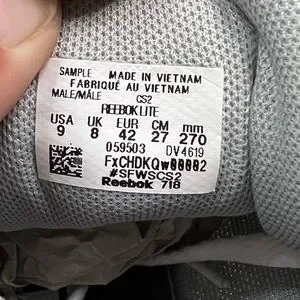 SAMPLE MADE IN VIETNAM
FABRIQUÉ AU VIETNAM
MALE/MÂLE CS2
REEBOK LITE
USA UK EUR CM mm
9 8 42 27 270
059503 DV4619
FxCHDKQw00002
#SFWSCS2
Reebok 718